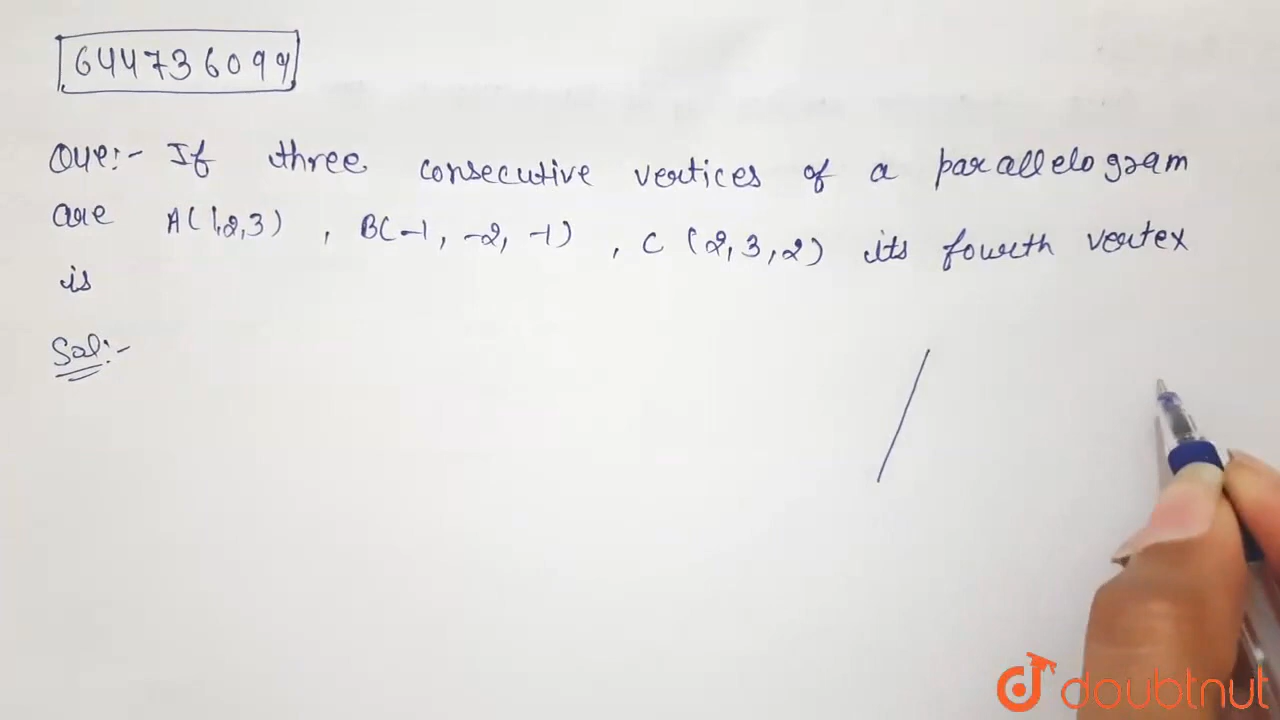 644736099
Que:- If three consecutive vertices of a parallelogram
are A(1,2,3) , B(-1, -2, -1) , C (2,3,2) its fourth vertex
is
Sol:-
doubtnut